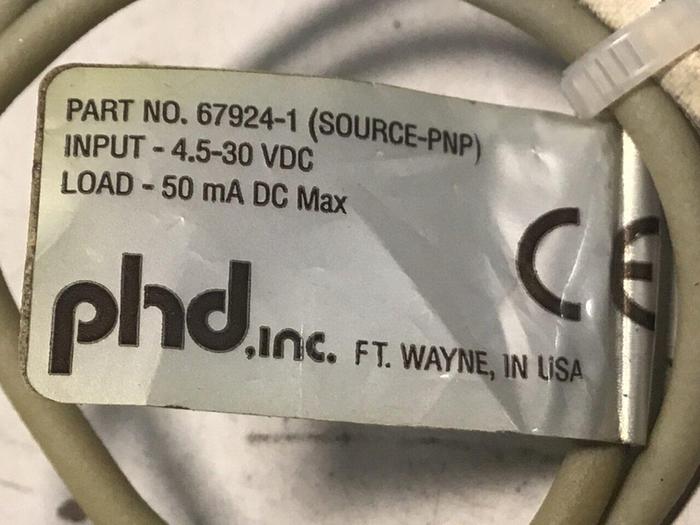 PART NO. 67924-1 (SOURCE-PNP)
INPUT - 4.5-30 VDC
LOAD - 50 mA DC Max
CE
phd, inc. FT. WAYNE, IN USA